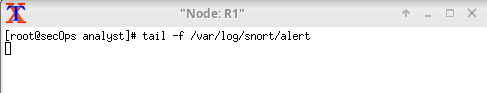 "Node: R1"
[root@secOps analyst]# tail -f /var/log/snort/alert